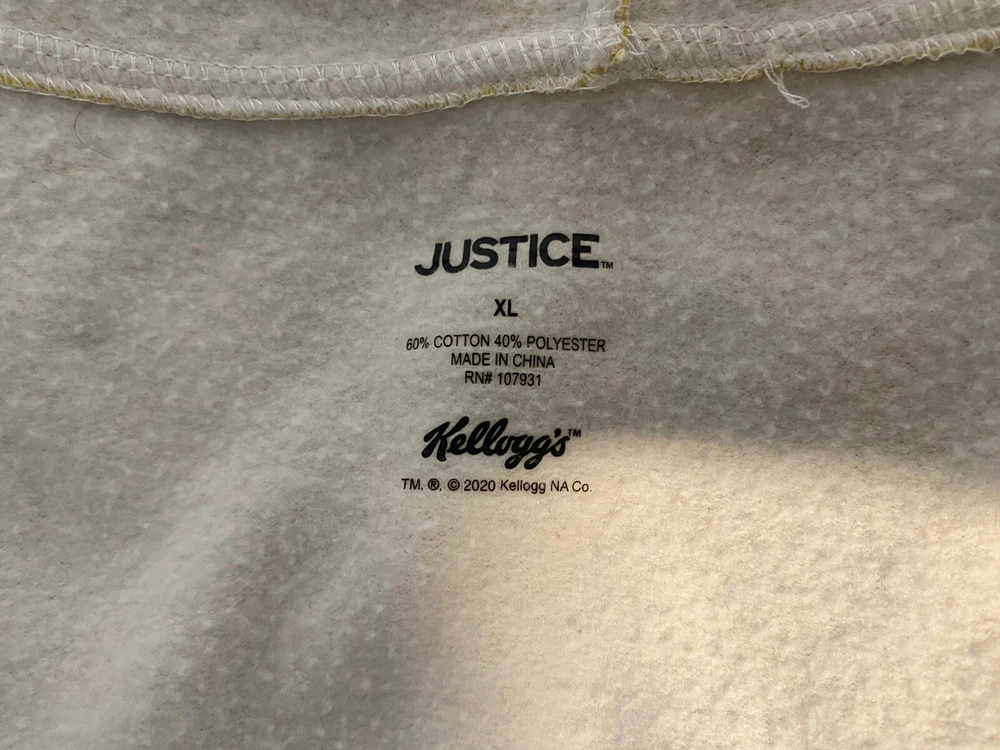 JUSTICE™
XL
60% COTTON 40% POLYESTER
MADE IN CHINA
RN# 107931
Kellogg's™
TM, ®, © 2020 Kellogg NA Co.